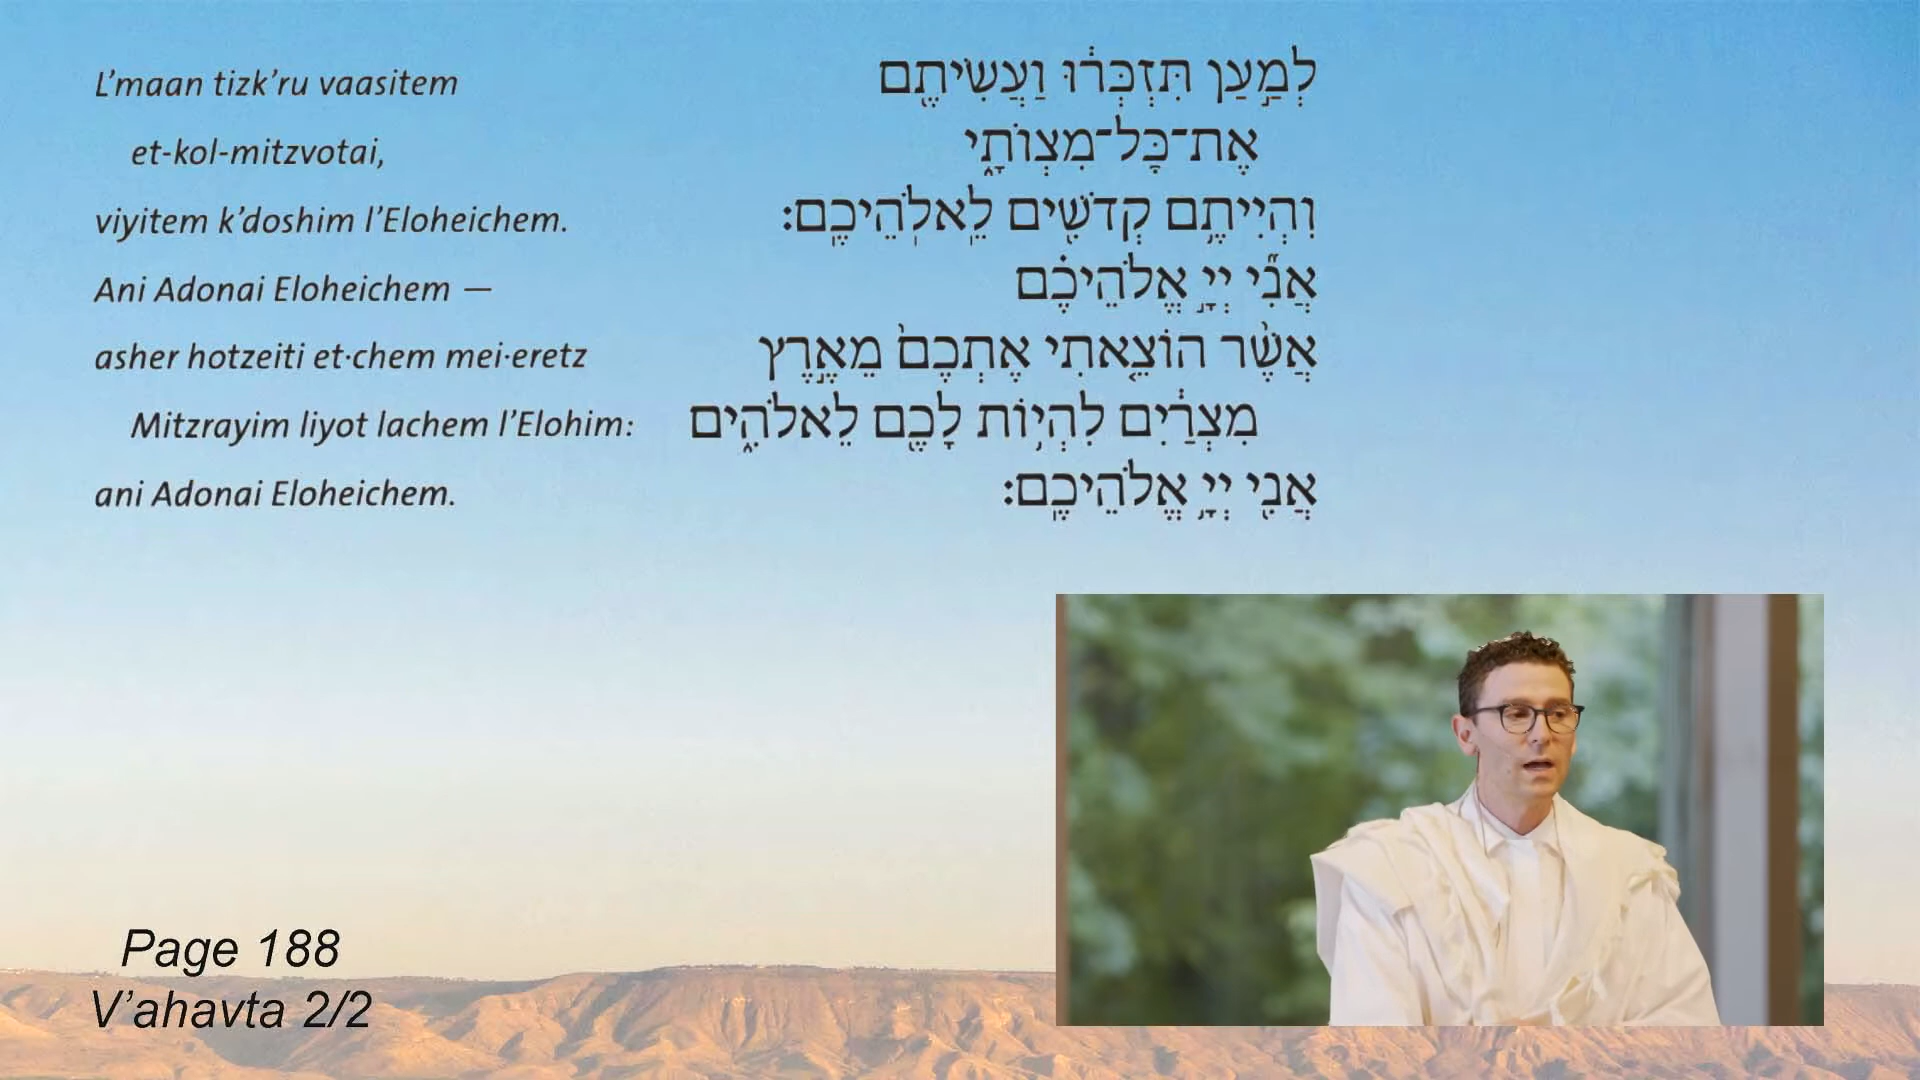 L’maan tizk’ru vaasitem
et-kol-mitzvotai,
viyitem k’doshim l’Eloheichem.
Ani Adonai Eloheichem —
asher hotzeiti et·chem mei·eretz
Mitzrayim liyot lachem l’Elohim:
ani Adonai Eloheichem.
לְמַ֣עַן תִּזְכְּר֔וּ וַעֲשִׂיתֶ֖ם
אֶת־כׇּל־מִצְוֺתָ֑י
וִהְיִיתֶ֥ם קְדֹשִׁ֖ים לֵֽאלֹֽהֵיכֶֽם׃
אֲנִ֞י יְיָ֣ אֱלֹהֵיכֶ֗ם
אֲשֶׁ֨ר הוֹצֵ֤אתִי אֶתְכֶם֙ מֵאֶ֣רֶץ
מִצְרַ֔יִם לִהְי֥וֹת לָכֶ֖ם לֵאלֹהִ֑ים
אֲנִ֖י יְיָ֥ אֱלֹהֵיכֶֽם׃
Page 188
V’ahavta 2/2